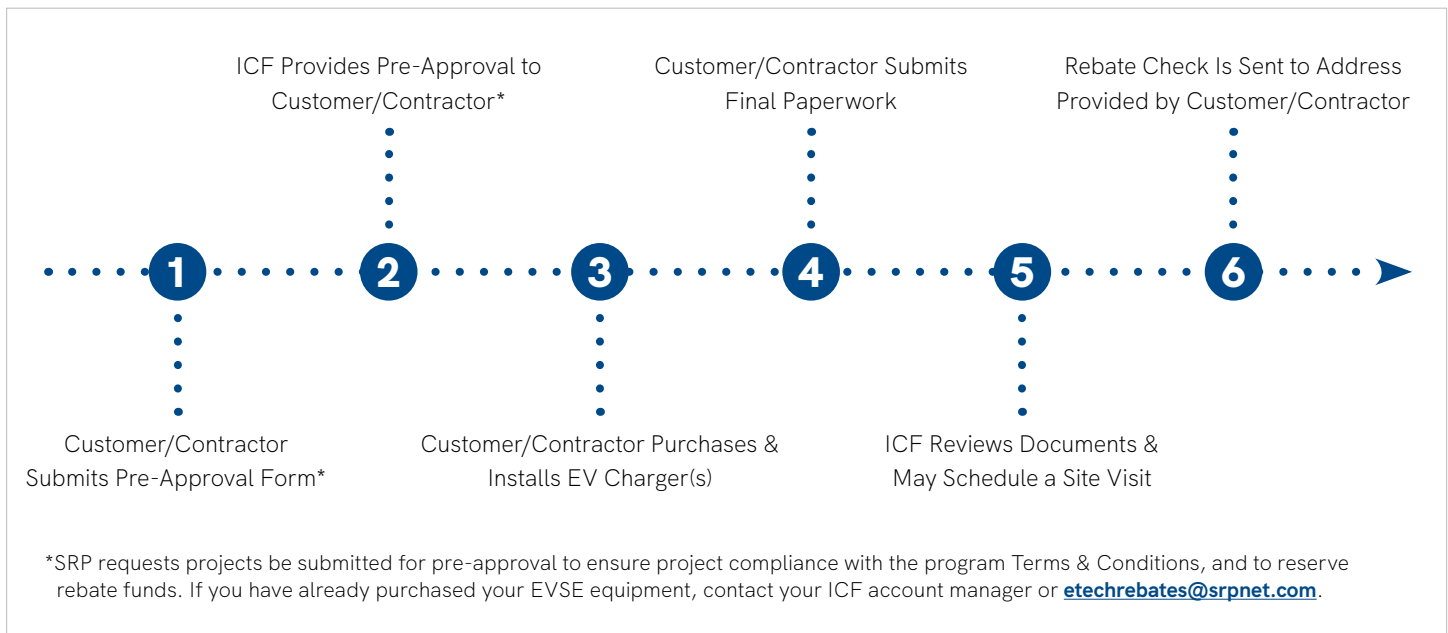 ICF Provides Pre-Approval to
Customer/Contractor*
Customer/Contractor Submits
Final Paperwork
Rebate Check Is Sent to Address
Provided by Customer/Contractor
1
2
3
4
5
6
Customer/Contractor
Submits Pre-Approval Form*
Customer/Contractor Purchases &
Installs EV Charger(s)
ICF Reviews Documents &
May Schedule a Site Visit
*SRP requests projects be submitted for pre-approval to ensure project compliance with the program Terms & Conditions, and to reserve
rebate funds. If you have already purchased your EVSE equipment, contact your ICF account manager or etechrebates@srpnet.com.